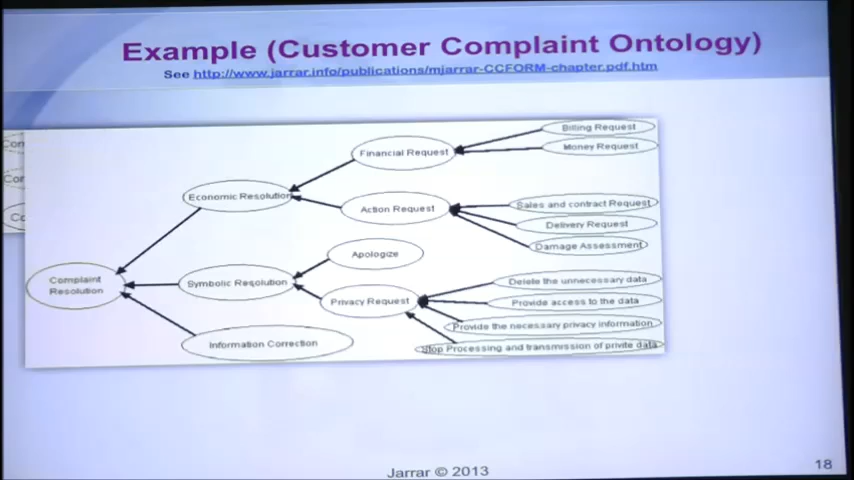 Example (Customer Complaint Ontology)
See http://www.jarrar.info/publications/mjarrar-CCFORM-chapter.pdf.htm
Billing Request
Financial Request
Money Request
Economic Resolution
Action Request
Sales and contract Request
Delivery Request
Damage Assessment
Apologize
Complaint
Resolution
Symbolic Resolution
Privacy Request
Delete the unnecessary data
Provide access to the data
Provide the necessary privacy information
Stop Processing and transmission of privite data
Information Correction
Jarrar © 2013
18